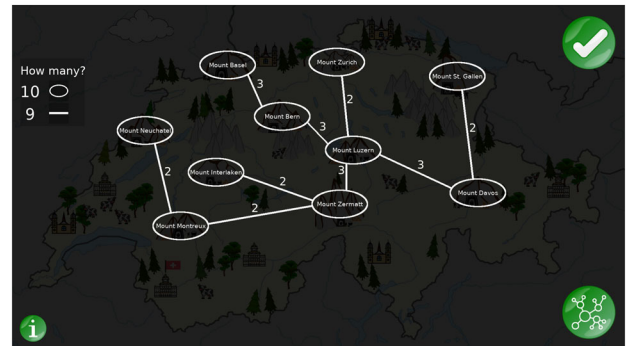 How many?
10
9
Mount Basel
Mount Zurich
Mount St. Gallen
3
2
Mount Bern
2
3
Mount Neuchatel
Mount Luzern
3
3
2
Mount Interlaken
2
Mount Davos
2
Mount Zermatt
Mount Montreux
i